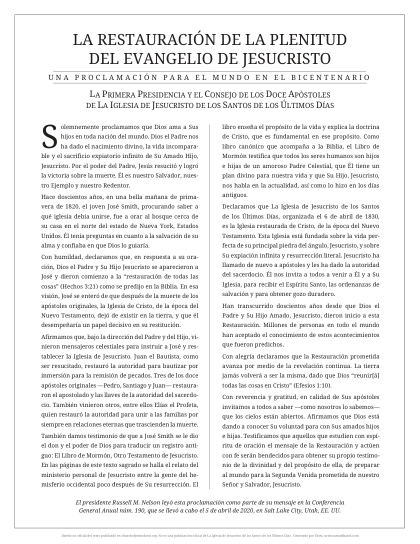 LA RESTAURACIÓN DE LA PLENITUD
DEL EVANGELIO DE JESUCRISTO
UNA PROCLAMACIÓN PARA EL MUNDO EN EL BICENTENARIO
La Primera Presidencia y el Consejo de los Doce Apóstoles
de La Iglesia de Jesucristo de los Santos de los Últimos Días
Solemnemente proclamamos que Dios ama a Sus
hijos en toda nación del mundo. Dios el Padre nos
ha dado el nacimiento divino, la vida incompara-
ble y el sacrificio expiatorio infinito de Su Amado Hijo,
Jesucristo. Por el poder del Padre, Jesús resucitó y logró
la victoria sobre la muerte. Él es nuestro Salvador, nues-
tro Ejemplo y nuestro Redentor.
Hace doscientos años, en una bella mañana de prima-
vera de 1820, el joven José Smith, procurando saber a
qué iglesia debía unirse, fue a orar al bosque cerca de
su casa en el norte del estado de Nueva York, Estados
Unidos. Él tenía preguntas en cuanto a la salvación de su
alma y confiaba en que Dios lo guiaría.
Con humildad, declaramos que, en respuesta a su ora-
ción, Dios el Padre y Su Hijo Jesucristo se aparecieron a
José y dieron comienzo a la “restauración de todas las
cosas” (Hechos 3:21) como se predijo en la Biblia. En esa
visión, José se enteró de que después de la muerte de los
apóstoles originales, la Iglesia de Cristo, de la época del
Nuevo Testamento, dejó de existir en la tierra, y que él
desempeñaría un papel decisivo en su restitución.
Afirmamos que, bajo la dirección del Padre y del Hijo, vi-
nieron mensajeros celestiales para instruir a José y res-
tablecer la Iglesia de Jesucristo. Juan el Bautista, como
ser resucitado, restauró la autoridad para bautizar por
inmersión para la remisión de pecados. Tres de los doce
apóstoles originales —Pedro, Santiago y Juan— restaura-
ron el apostolado y las llaves de la autoridad del sacerdo-
cio. También vinieron otros, entre ellos Elías el Profeta,
quien restauró la autoridad para unir a las familias por
siempre en relaciones eternas que trascienden la muerte.
También damos testimonio de que a José Smith se le dio
el don y el poder de Dios para traducir un registro anti-
guo: El Libro de Mormón, Otro Testamento de Jesucristo.
En las páginas de este texto sagrado se halla el relato del
ministerio personal de Jesucristo entre la gente del he-
misferio occidental poco después de Su resurrección. El
libro enseña el propósito de la vida y explica la doctrina
de Cristo, que es fundamental en ese propósito. Como
libro canónico que acompaña a la Biblia, el Libro de
Mormón testifica que todos los seres humanos son hijos
e hijas de un amoroso Padre Celestial, que Él tiene un
plan divino para nuestra vida y que Su Hijo, Jesucristo,
nos habla en la actualidad, así como lo hizo en los días
antiguos.
Declaramos que La Iglesia de Jesucristo de los Santos
de los Últimos Días, organizada el 6 de abril de 1830,
es la Iglesia restaurada de Cristo, de la época del Nuevo
Testamento. Esta Iglesia está fundada sobre la vida per-
fecta de su principal piedra del ángulo, Jesucristo, y sobre
Su expiación infinita y resurrección literal. Jesucristo ha
llamado de nuevo a apóstoles y les ha dado la autoridad
del sacerdocio. Él nos invita a todos a venir a Él y a Su
Iglesia, para recibir el Espíritu Santo, las ordenanzas de
salvación y para obtener gozo duradero.
Han transcurrido doscientos años desde que Dios el
Padre y Su Hijo Amado, Jesucristo, dieron inicio a esta
Restauración. Millones de personas en todo el mundo
han aceptado el conocimiento de estos acontecimientos
que fueron predichos.
Con alegría declaramos que la Restauración prometida
avanza por medio de la revelación continua. La tierra
jamás volverá a ser la misma, dado que Dios “reunir[á]
todas las cosas en Cristo” (Efesios 1:10).
Con reverencia y gratitud, en calidad de Sus apóstoles
invitamos a todos a saber —como nosotros lo sabemos—
que los cielos están abiertos. Afirmamos que Dios está
dando a conocer Su voluntad para con Sus amados hijos
e hijas. Testificamos que aquellos que estudien con espí-
ritu de oración el mensaje de la Restauración y actúen
con fe serán bendecidos para obtener su propio testimo-
nio de la divinidad y del propósito de ella, de preparar
al mundo para la Segunda Venida prometida de nuestro
Señor y Salvador, Jesucristo.
El presidente Russell M. Nelson leyó esta proclamación como parte de su mensaje en la Conferencia
General Anual núm. 190, que se llevó a cabo el 5 de abril de 2020, en Salt Lake City, Utah, EE. UU.